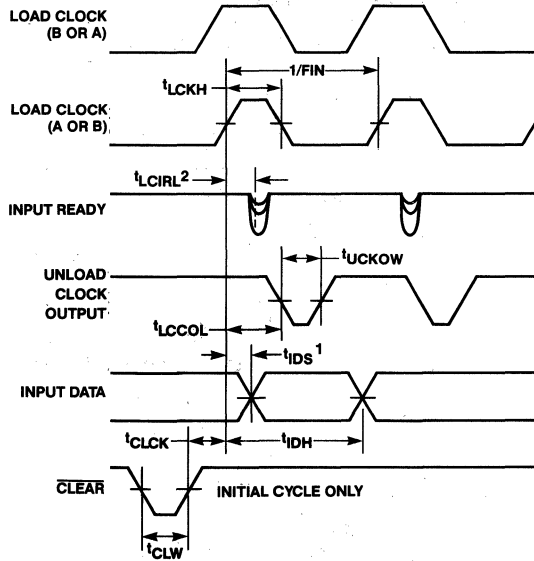 LOAD CLOCK
(B OR A)
1/FIN
tLCKH
LOAD CLOCK
(A OR B)
tLCIRL2
INPUT READY
tUCKOW
UNLOAD
CLOCK
OUTPUT
tLCCOL
tIDS1
INPUT DATA
tCLCK
tIDH
CLEAR
INITIAL CYCLE ONLY
tCLW